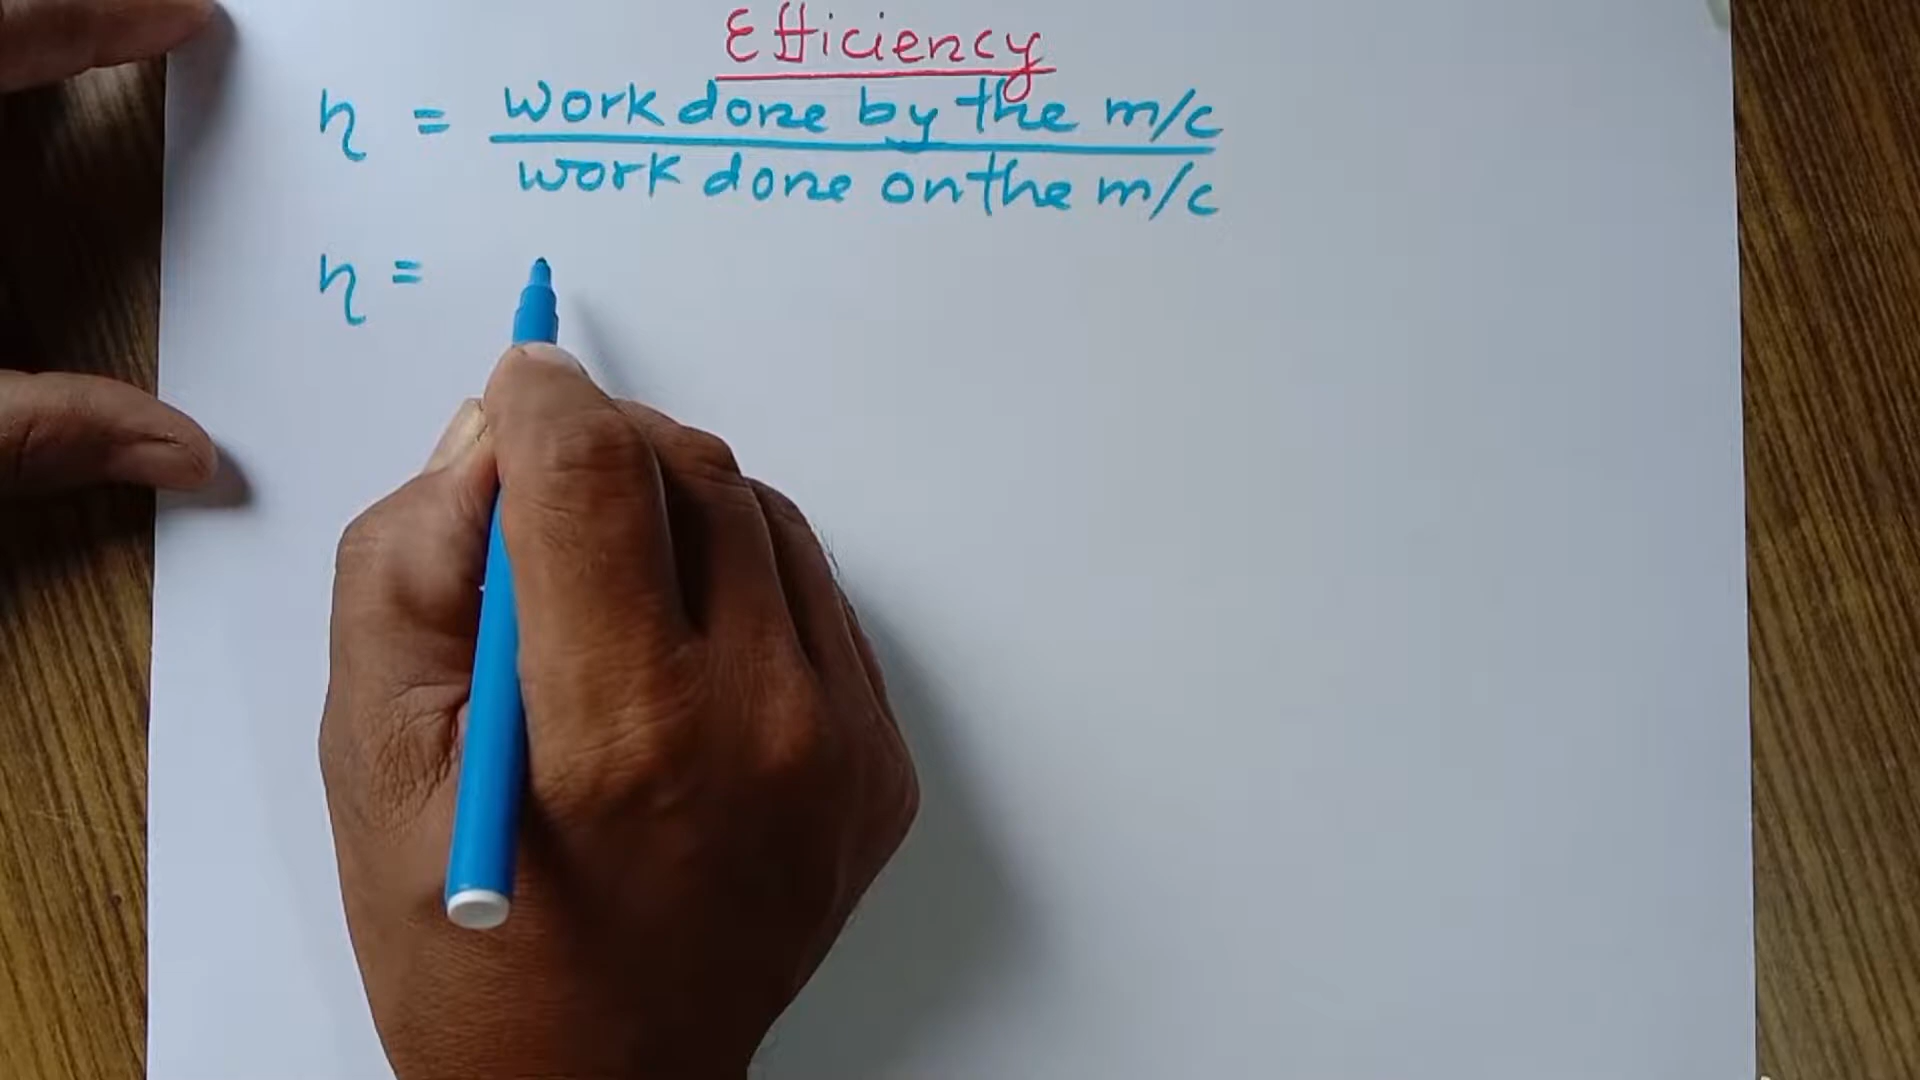 Efficiency
η = work done by the m/c
work done on the m/c
η =